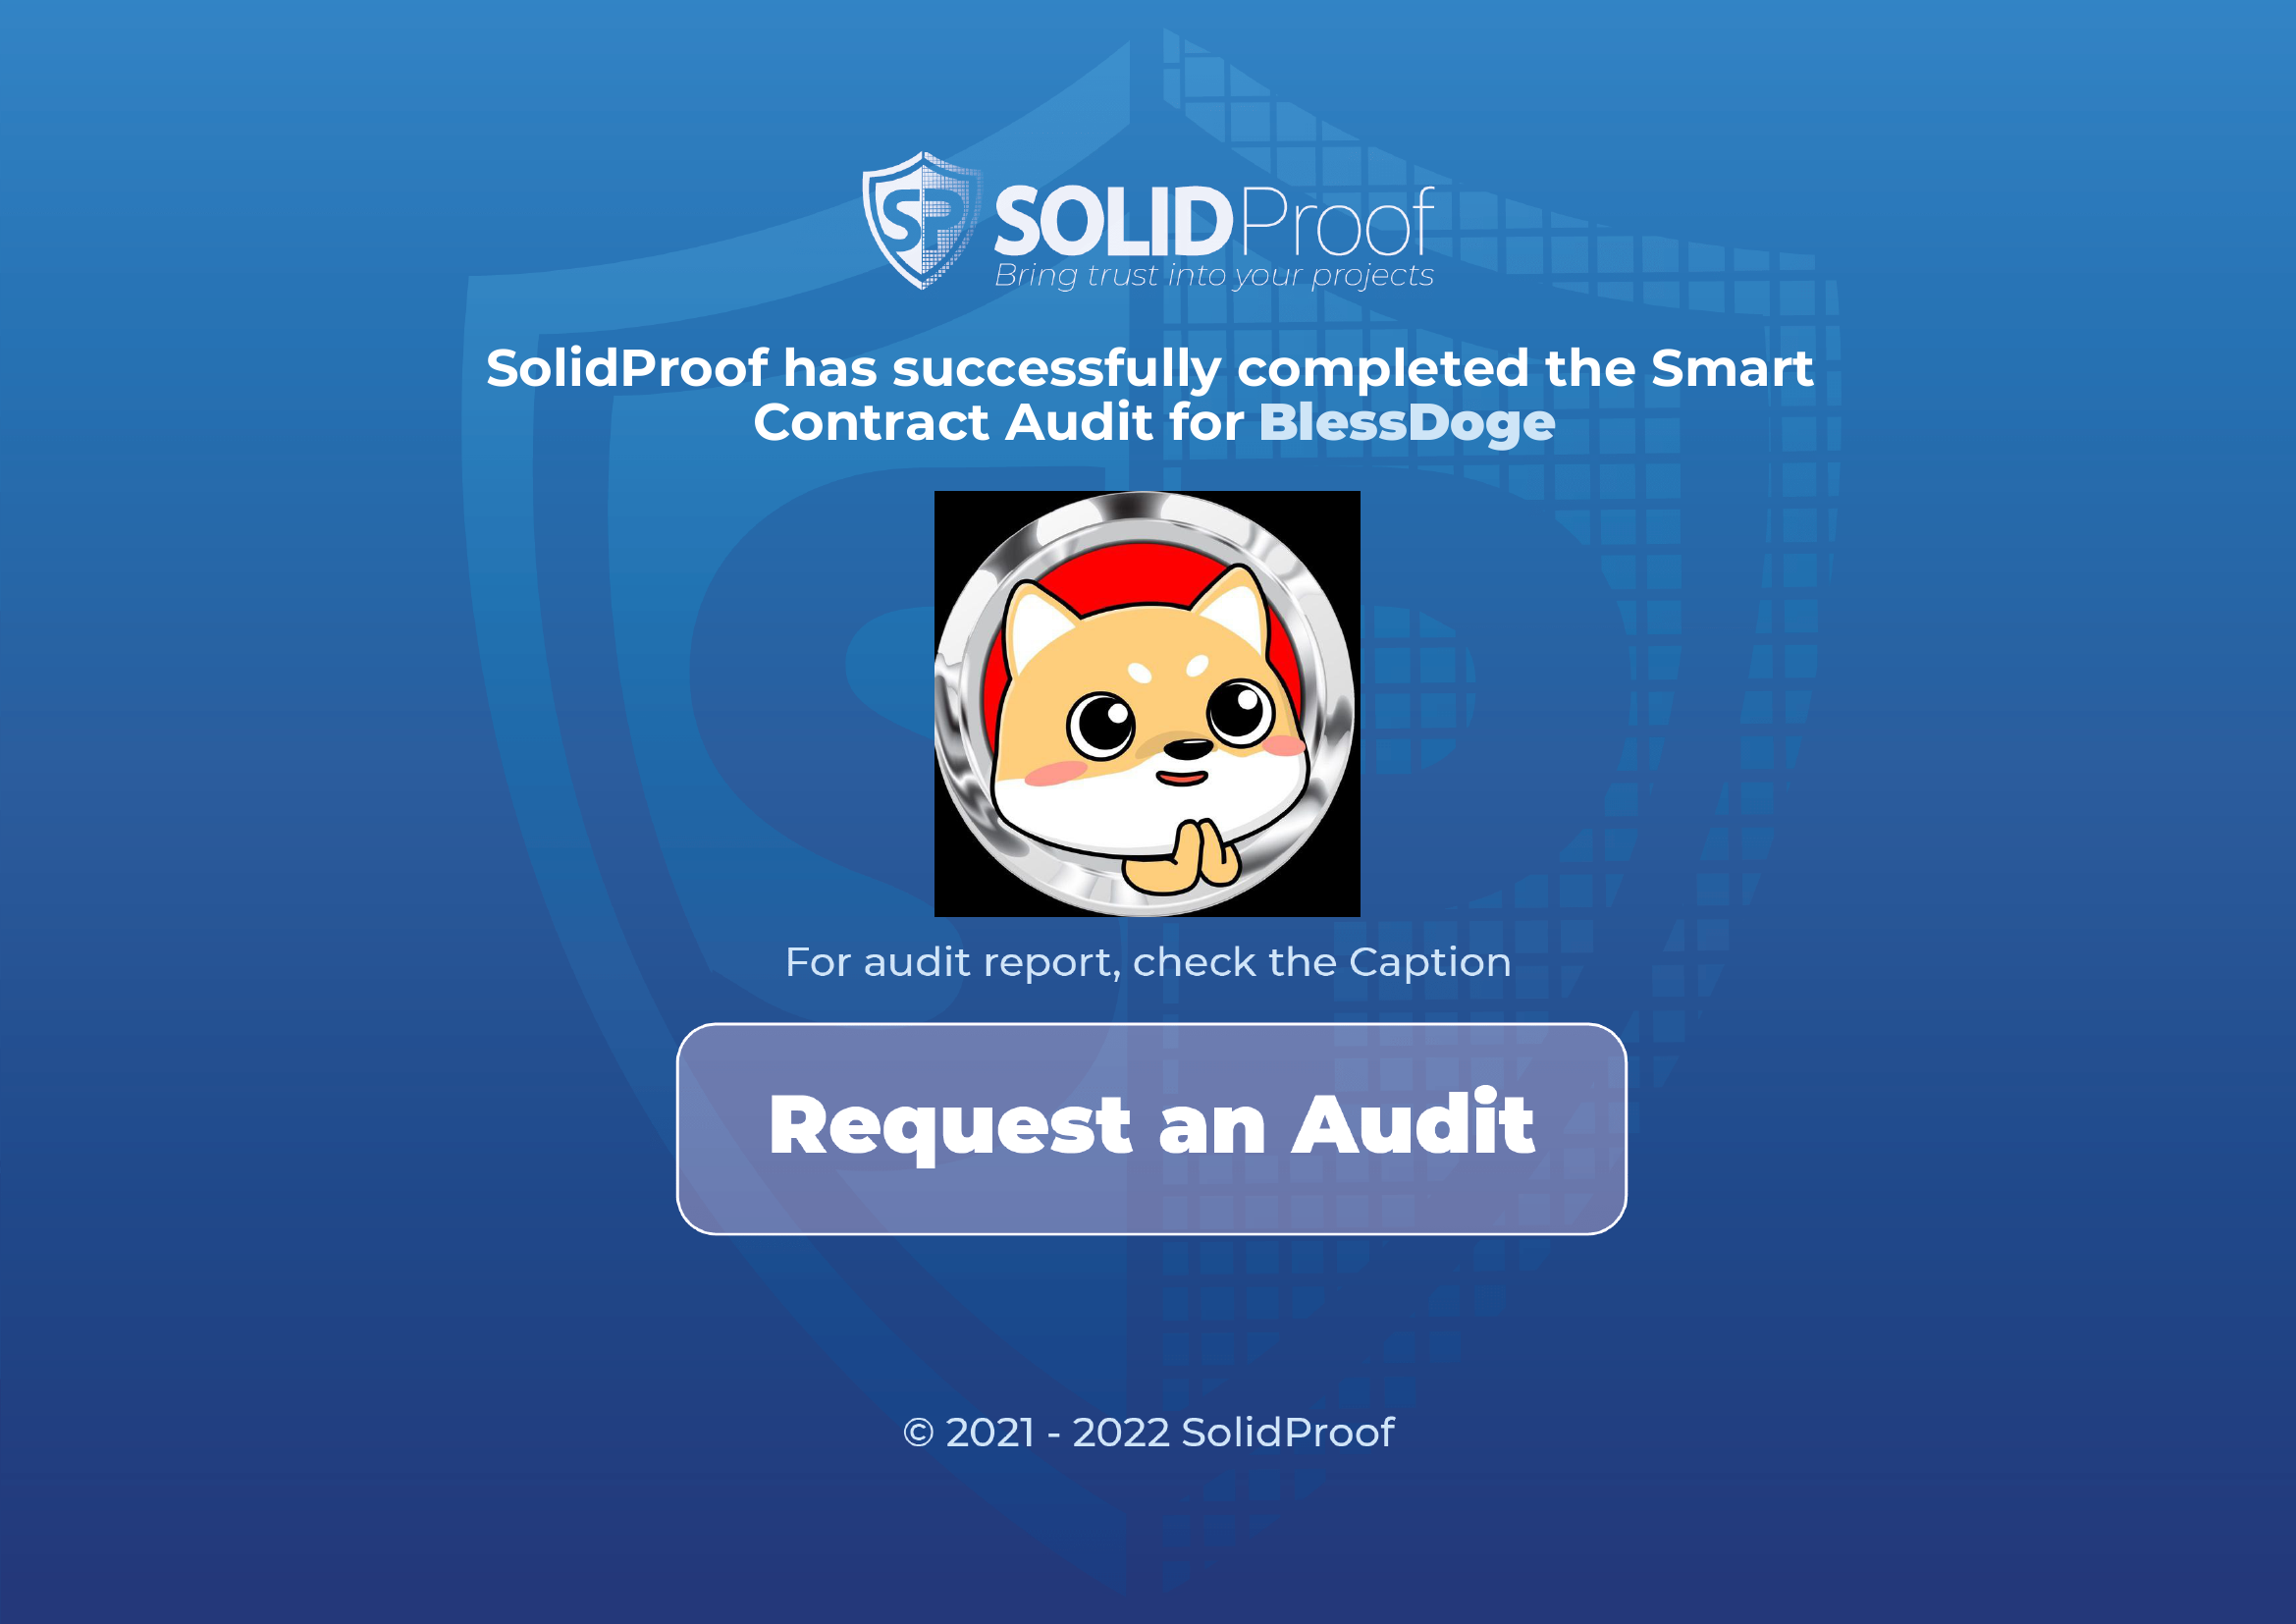 SP SOLIDProof
Bring trust into your projects
SolidProof has successfully completed the Smart
Contract Audit for BlessDoge
For audit report, check the Caption
Request an Audit
© 2021 - 2022 SolidProof